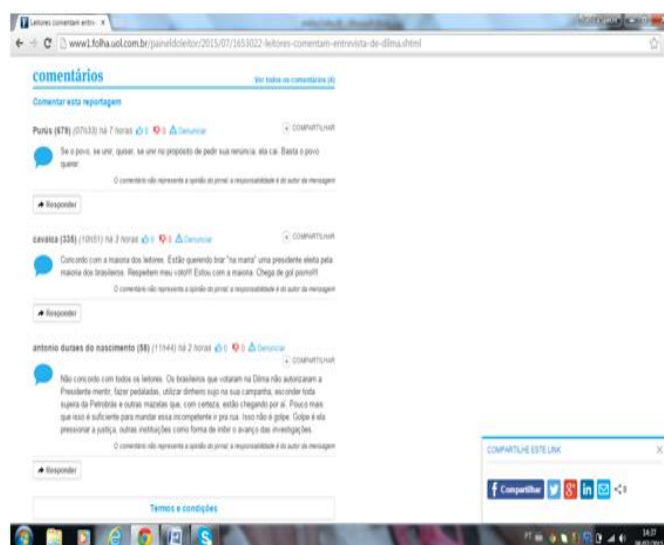 Leitores comentam entre
www1.folha.uol.com.br/paineldoleitor/2015/07/1653022-leitores-comentam-entrevista-de-dilma.shtml
comentários
Ver todos os comentários (4)
Comentar esta reportagem
Purús (679) (07h33) há 7 horas 0 0 Denunciar
COMPARTILHAR
Se o povo, se unir, quiser, se unir no propósito de pedir sua renúncia, ela cai. Basta o povo
querer.
O comentário não representa a opinião do jornal; a responsabilidade é do autor da mensagem
Responder
cavalca (335) (10h51) há 3 horas 0 0 Denunciar
COMPARTILHAR
Concordo com a maioria dos leitores. Estão querendo tirar "na marra" uma presidente eleita pela
maioria dos brasileiros. Respeitem meu voto!!! Estou com a maioria. Chega de
O comentário não representa a opinião do jornal; a responsabilidade é do autor da mensagem
Responder
antonio duraes do nascimento (58) (11h44) há 2 horas 0 0 Denunciar
COMPARTILHAR
Não concordo com todos os leitores. Os brasileiros que votaram na Dilma não autorizaram a
Presidente mentir, fazer pedaladas, utilizar dinheiro sujo na sua campanha, esconder toda
sujeira da Petrobrás e outras mazelas que, com certeza, estão chegando por aí. Pouco mais
que isso é suficiente para mandar essa incompetente ir pra rua. Isso não é golpe. Golpe é ela
pressionar a justiça, outras instituições como forma de inibir o avanço das investigações.
O comentário não representa a opinião do jornal; a responsabilidade é do autor da mensagem
Responder
Termos e condições
COMPARTILHE ESTE LINK
Compartilhar
PT
14:37